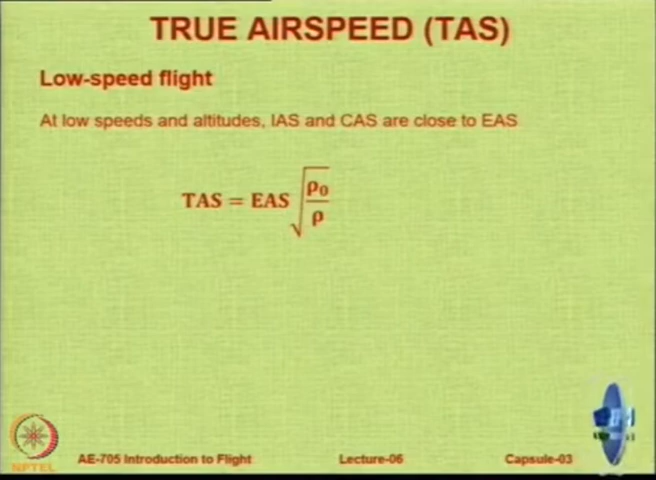 TRUE AIRSPEED (TAS)
Low-speed flight
At low speeds and altitudes, IAS and CAS are close to EAS
TAS = EAS √(ρ₀/ρ)
NPTEL
AE-705 Introduction to Flight Lecture-06 Capsule-03